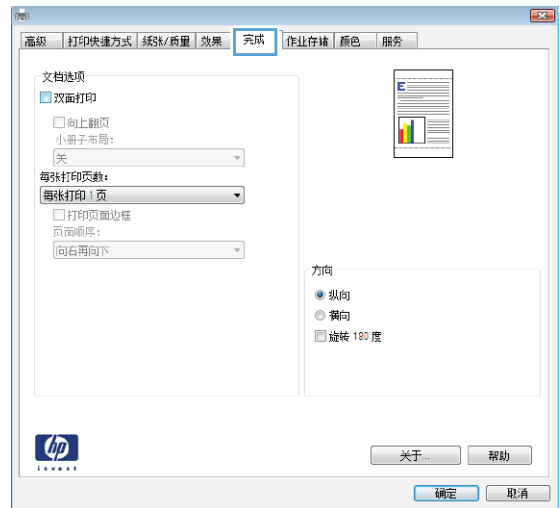 高级 打印快捷方式 纸张/质量 效果 完成 作业存储 颜色 服务
文档选项
双面打印
向上翻页
小册子布局:
关
每张打印页数:
每张打印 1 页
打印页面边框
页面顺序:
向右再向下
E
方向
纵向
横向
旋转 180 度
hp
invent
关于...
帮助
确定
取消